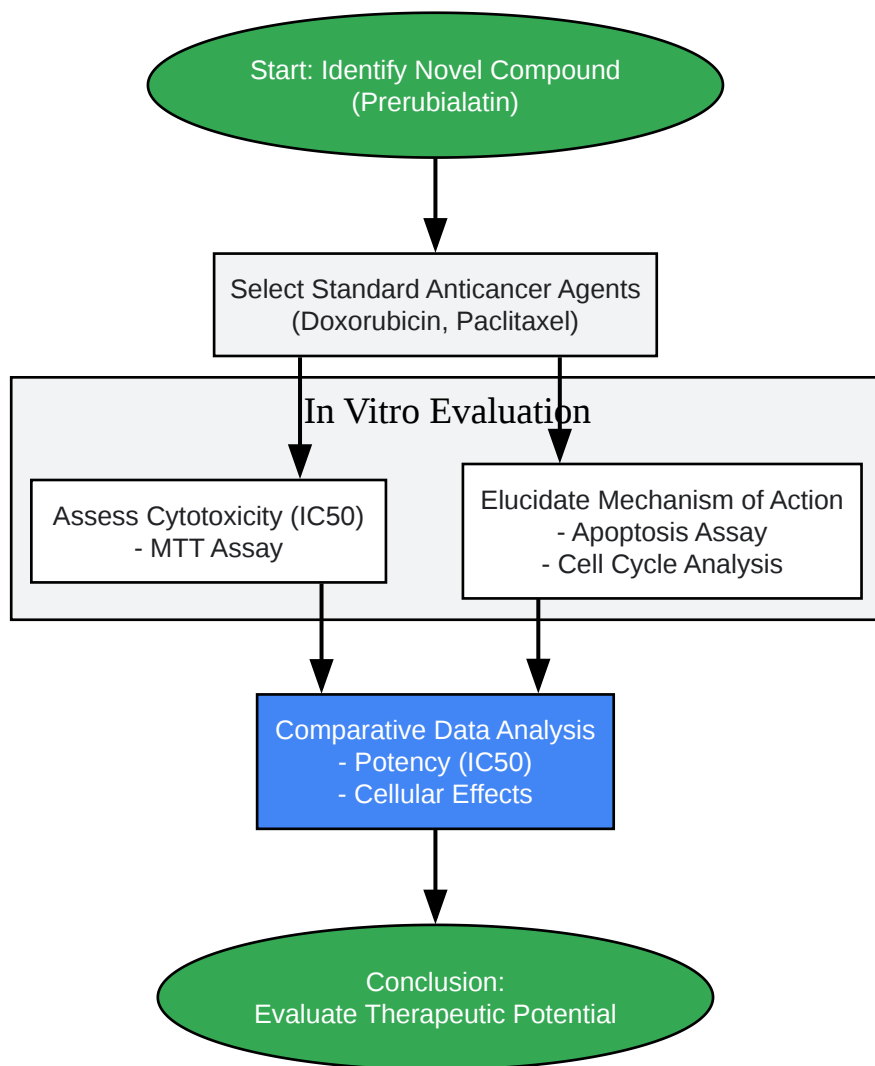 Start: Identify Novel Compound
(Prerubialatin)
Select Standard Anticancer Agents
(Doxorubicin, Paclitaxel)
In Vitro Evaluation
Assess Cytotoxicity (IC50)
- MTT Assay
Elucidate Mechanism of Action
- Apoptosis Assay
- Cell Cycle Analysis
Comparative Data Analysis
- Potency (IC50)
- Cellular Effects
Conclusion:
Evaluate Therapeutic Potential